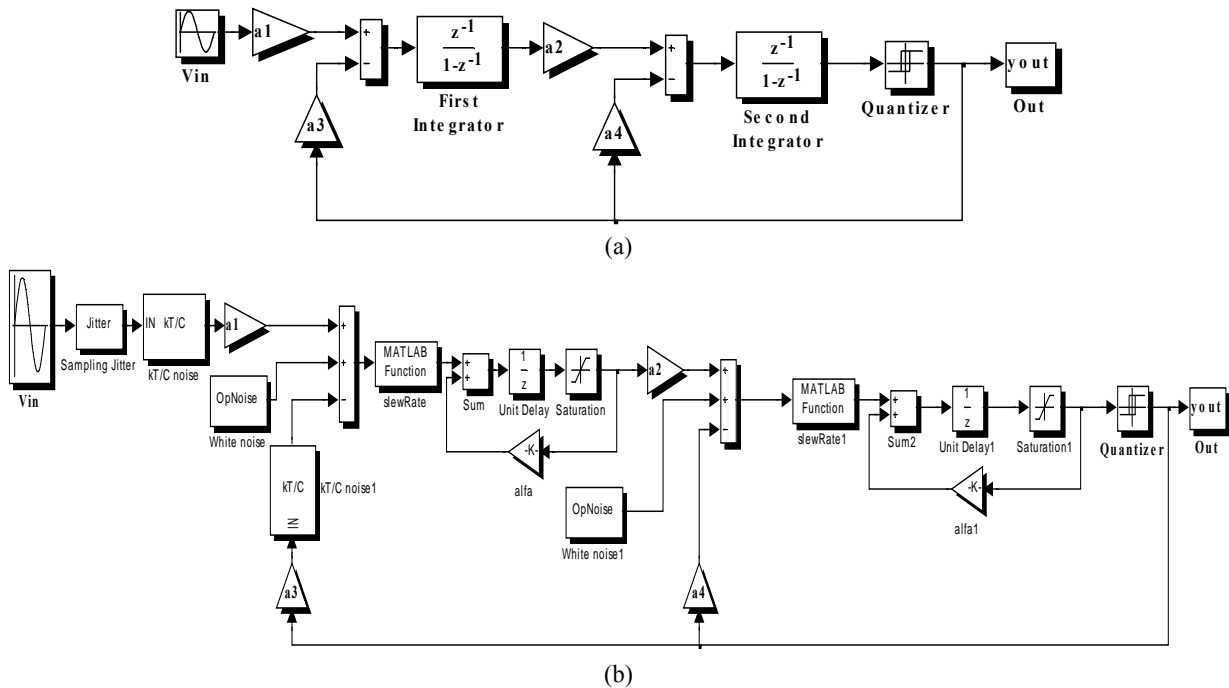 Vin
a1
+
−
z⁻¹
1-z⁻¹
First
Integrator
a2
+
−
z⁻¹
1-z⁻¹
Second
Integrator
Quantizer
yout
Out
a3
a4
(a)
Vin
Jitter
Sampling Jitter
IN kT/C
kT/C noise
a1
OpNoise
White noise
kT/C
IN
kT/C noise1
a3
+
+
−
MATLAB
Function
slewRate
+
+
Sum
1
z
Unit Delay
Saturation
-K-
alfa
a2
OpNoise
White noise1
a4
+
+
−
MATLAB
Function
slewRate1
+
+
Sum2
1
z
Unit Delay1
Saturation1
-K-
alfa1
Quantizer
yout
Out
(b)